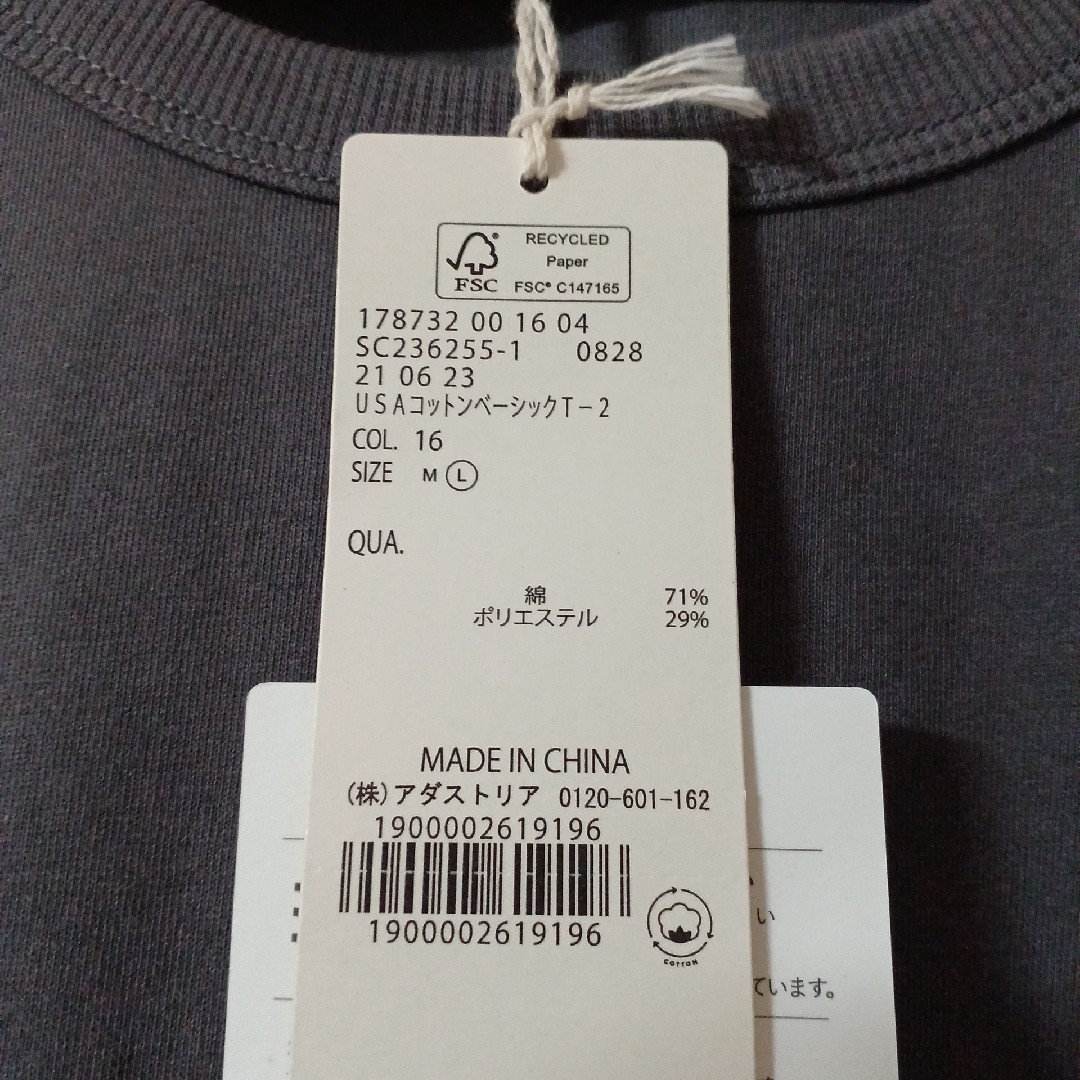 RECYCLED
Paper
FSC® C147165
FSC
178732 00 16 04
SC236255-1 0828
21 06 23
USAコットンベーシックT-2
COL. 16
SIZE M L
QUA.
綿 71%
ポリエステル 29%
MADE IN CHINA
(株)アダストリア 0120-601-162
1900002619196
1900002619196
COTTON
い
ています。